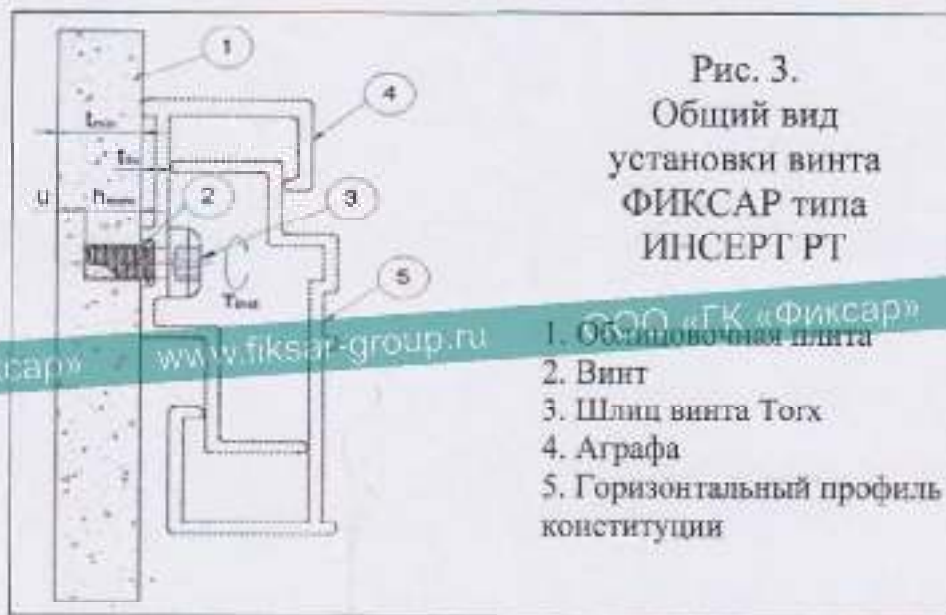 1
4
Рис. 3.
Общий вид
установки винта
ФИКСАР типа
ИНСЕРТ РТ
u
2
3
5
www.fiksar-group.ru
ООО «ГК «Фиксар»
1. Облицовочная плита
2. Винт
3. Шлиц винта Torx
4. Аграфа
5. Горизонтальный профиль
конституции